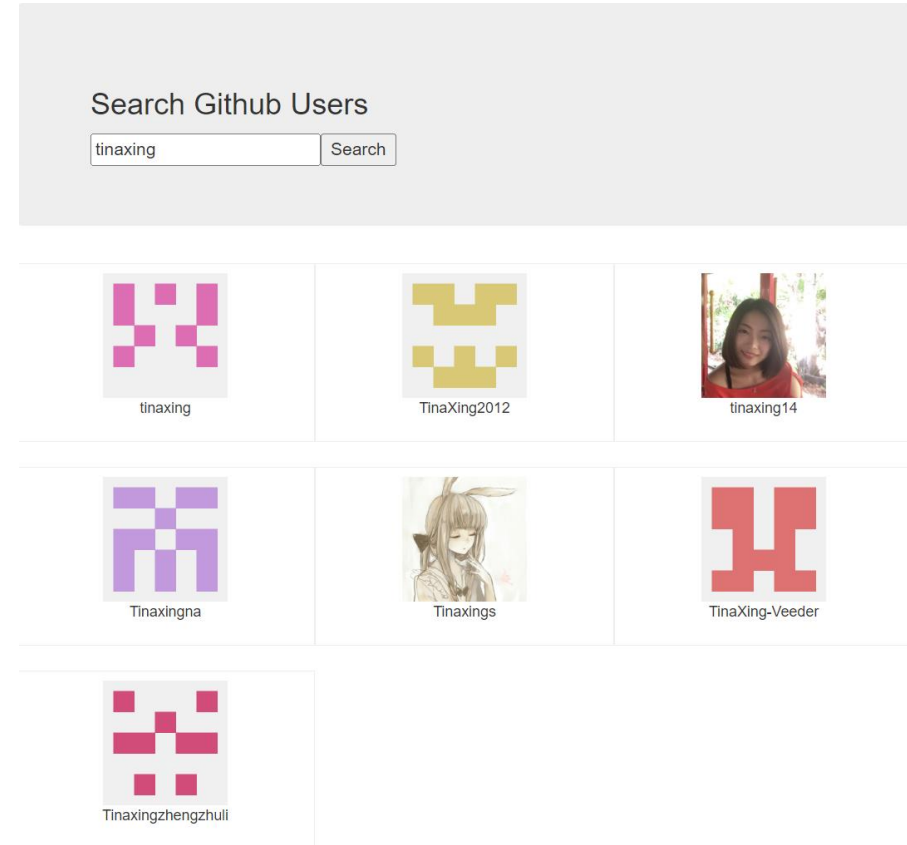 Search Github Users
tinaxing
Search
tinaxing
TinaXing2012
tinaxing14
Tinaxingna
Tinaxings
TinaXing-Veeder
Tinaxingzhengzhuli